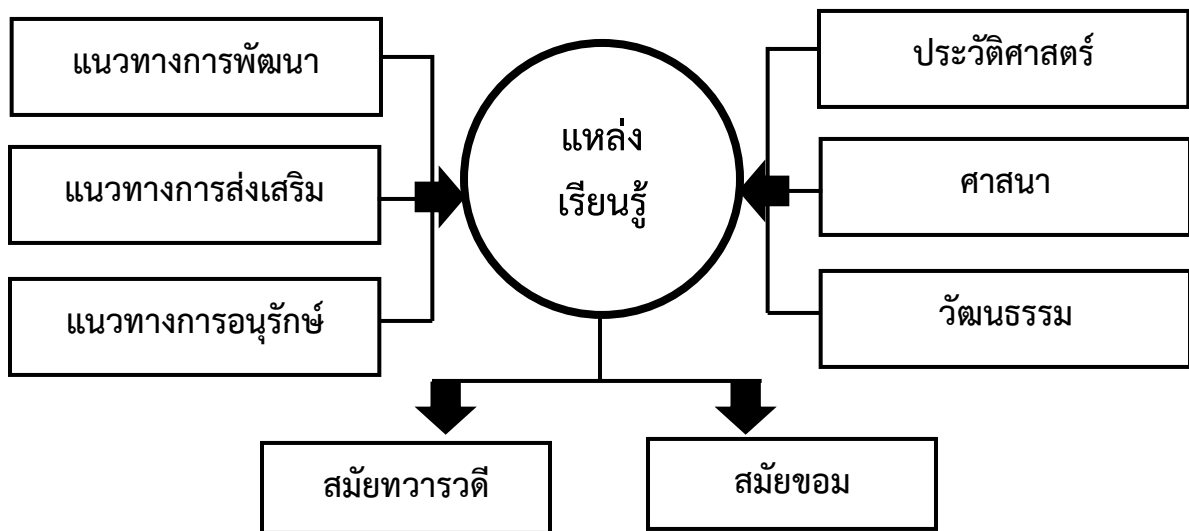 แนวทางการพัฒนา
แนวทางการส่งเสริม
แนวทางการอนุรักษ์
แหล่ง
เรียนรู้
ประวัติศาสตร์
ศาสนา
วัฒนธรรม
สมัยทวารวดี
สมัยขอม